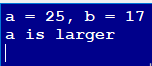 a = 25, b = 17
a is larger